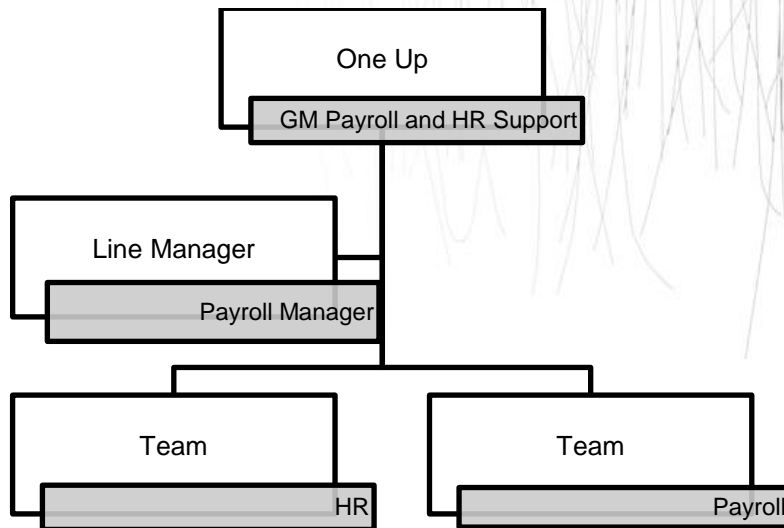 One Up
GM Payroll and HR Support
Line Manager
Payroll Manager
Team
HR
Team
Payroll